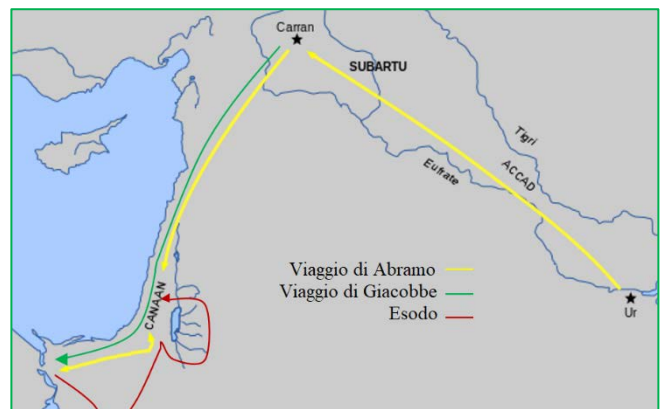 Carran
SUBARTU
Tigri
Eufrate
ACCAD
Viaggio di Abramo
Viaggio di Giacobbe
Esodo
CANAAN
Ur